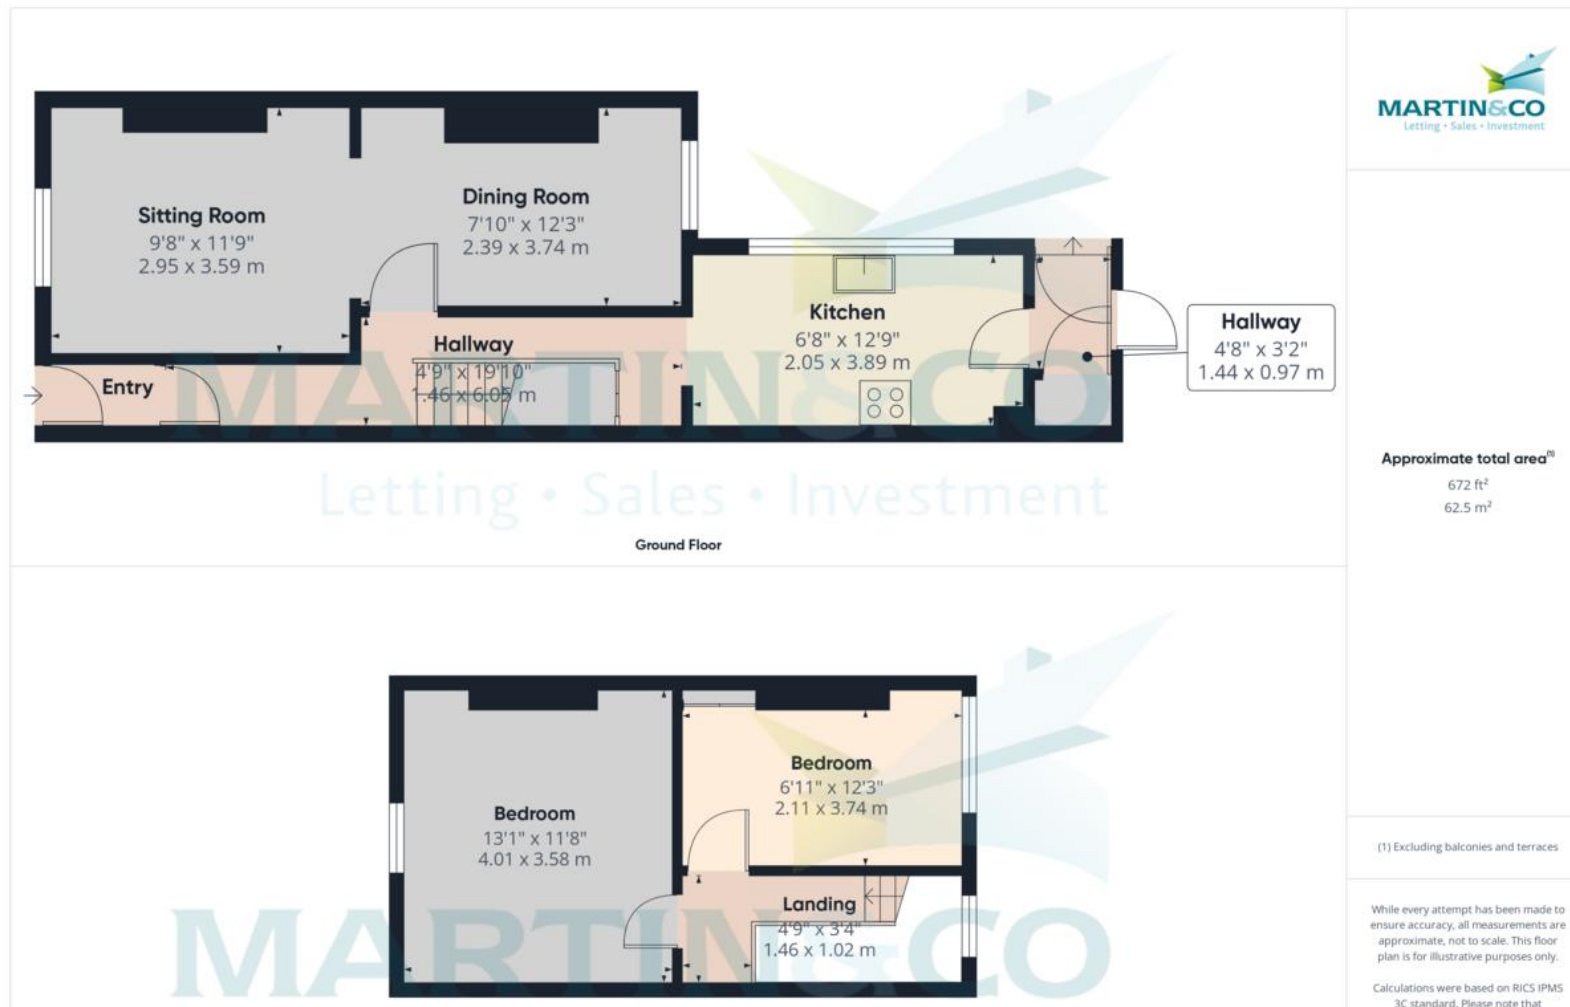 Sitting Room
9'8" x 11'9"
2.95 x 3.59 m
Dining Room
7'10" x 12'3"
2.39 x 3.74 m
Kitchen
6'8" x 12'9"
2.05 x 3.89 m
Hallway
4'8" x 3'2"
1.44 x 0.97 m
Hallway
4'9" x 19'10"
1.46 x 6.05 m
Entry
MARTIN&CO
Letting • Sales • Investment
Ground Floor
Bedroom
13'1" x 11'8"
4.01 x 3.58 m
Bedroom
6'11" x 12'3"
2.11 x 3.74 m
Landing
4'9" x 3'4"
1.46 x 1.02 m
MARTIN&CO
MARTIN&CO
Letting • Sales • Investment
Approximate total area(1)
672 ft²
62.5 m²
(1) Excluding balconies and terraces
While every attempt has been made to
ensure accuracy, all measurements are
approximate, not to scale. This floor
plan is for illustrative purposes only.
Calculations were based on RICS IPMS
3C standard. Please note that